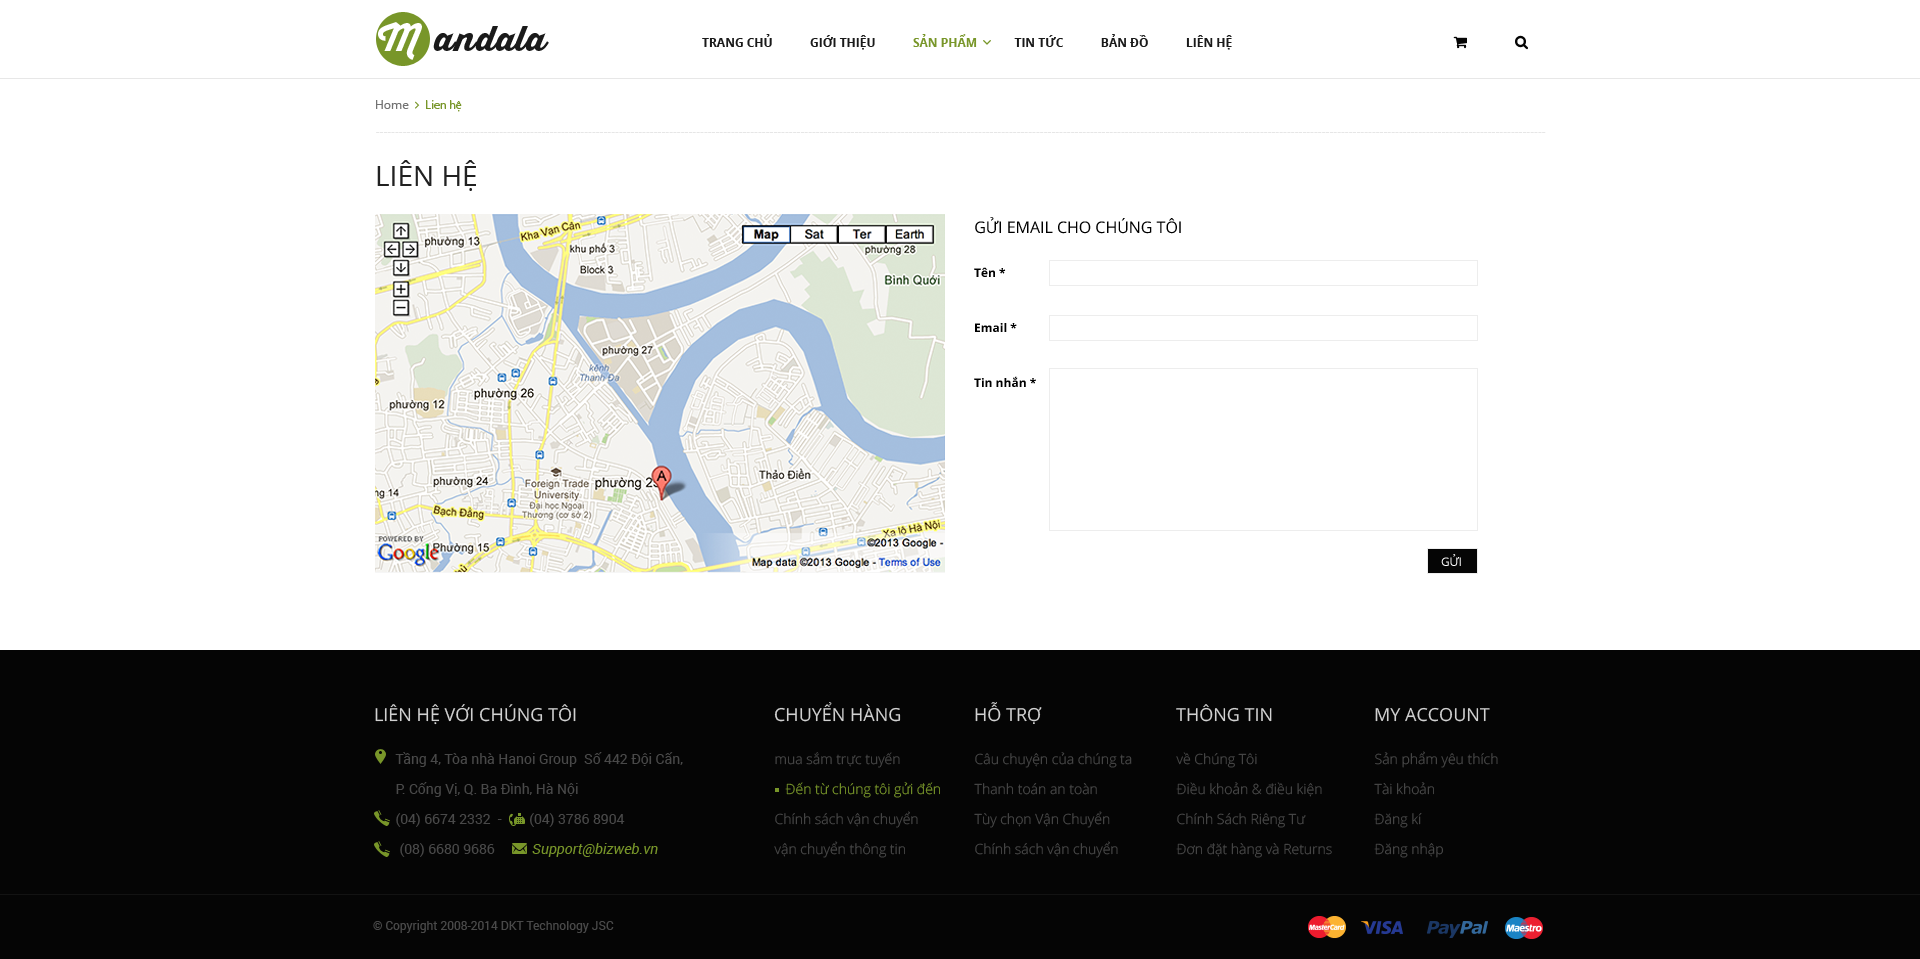 Mandala
TRANG CHỦ GIỚI THIỆU SẢN PHẨM TIN TỨC BẢN ĐỒ LIÊN HỆ
Home > Lien hệ
LIÊN HỆ
Kha Vạn Cân
phường 13
khu phố 3
Map Sat Ter Earth
phường 28
Block 3
Bình Quới
phường 27
kênh
Thanh Đa
phường 26
phường 12
Thảo Điền
phường 24
Foreign Trade
University
Đại học Ngoại
Thương (cơ sở 2)
phường 25
A
ng 14
Bạch Đằng
Xa lộ Hà Nội
POWERED BY
Google
Phường 15
©2013 Google -
Map data ©2013 Google - Terms of Use
GỬI EMAIL CHO CHÚNG TÔI
Tên *
Email *
Tin nhắn *
GỬI
LIÊN HỆ VỚI CHÚNG TÔI
Tầng 4, Tòa nhà Hanoi Group Số 442 Đội Cấn,
P. Cống Vị, Q. Ba Đình, Hà Nội
(04) 6674 2332 - (04) 3786 8904
(08) 6680 9686 Support@bizweb.vn
CHUYỂN HÀNG
mua sắm trực tuyến
Đến từ chúng tôi gửi đến
Chính sách vận chuyển
vận chuyển thông tin
HỖ TRỢ
Câu chuyện của chúng ta
Thanh toán an toàn
Tùy chọn Vận Chuyển
Chính sách vận chuyển
THÔNG TIN
về Chúng Tôi
Điều khoản & điều kiện
Chính Sách Riêng Tư
Đơn đặt hàng và Returns
MY ACCOUNT
Sản phẩm yêu thích
Tài khoản
Đăng kí
Đăng nhập
© Copyright 2008-2014 DKT Technology JSC
MasterCard VISA PayPal Maestro